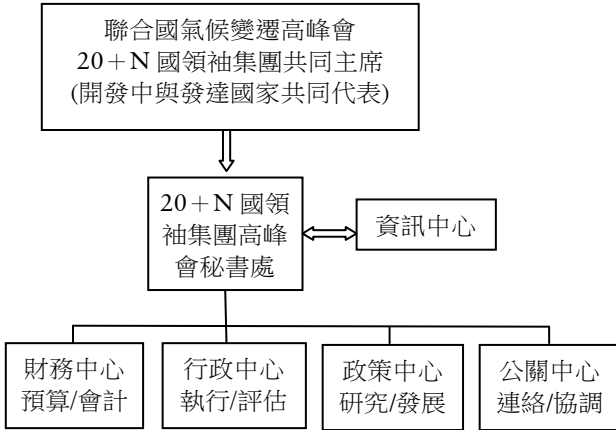 聯合國氣候變遷高峰會
20＋N 國領袖集團共同主席
(開發中與發達國家共同代表)
20＋N 國領
袖集團高峰
會秘書處
資訊中心
財務中心
預算/會計
行政中心
執行/評估
政策中心
研究/發展
公關中心
連絡/協調